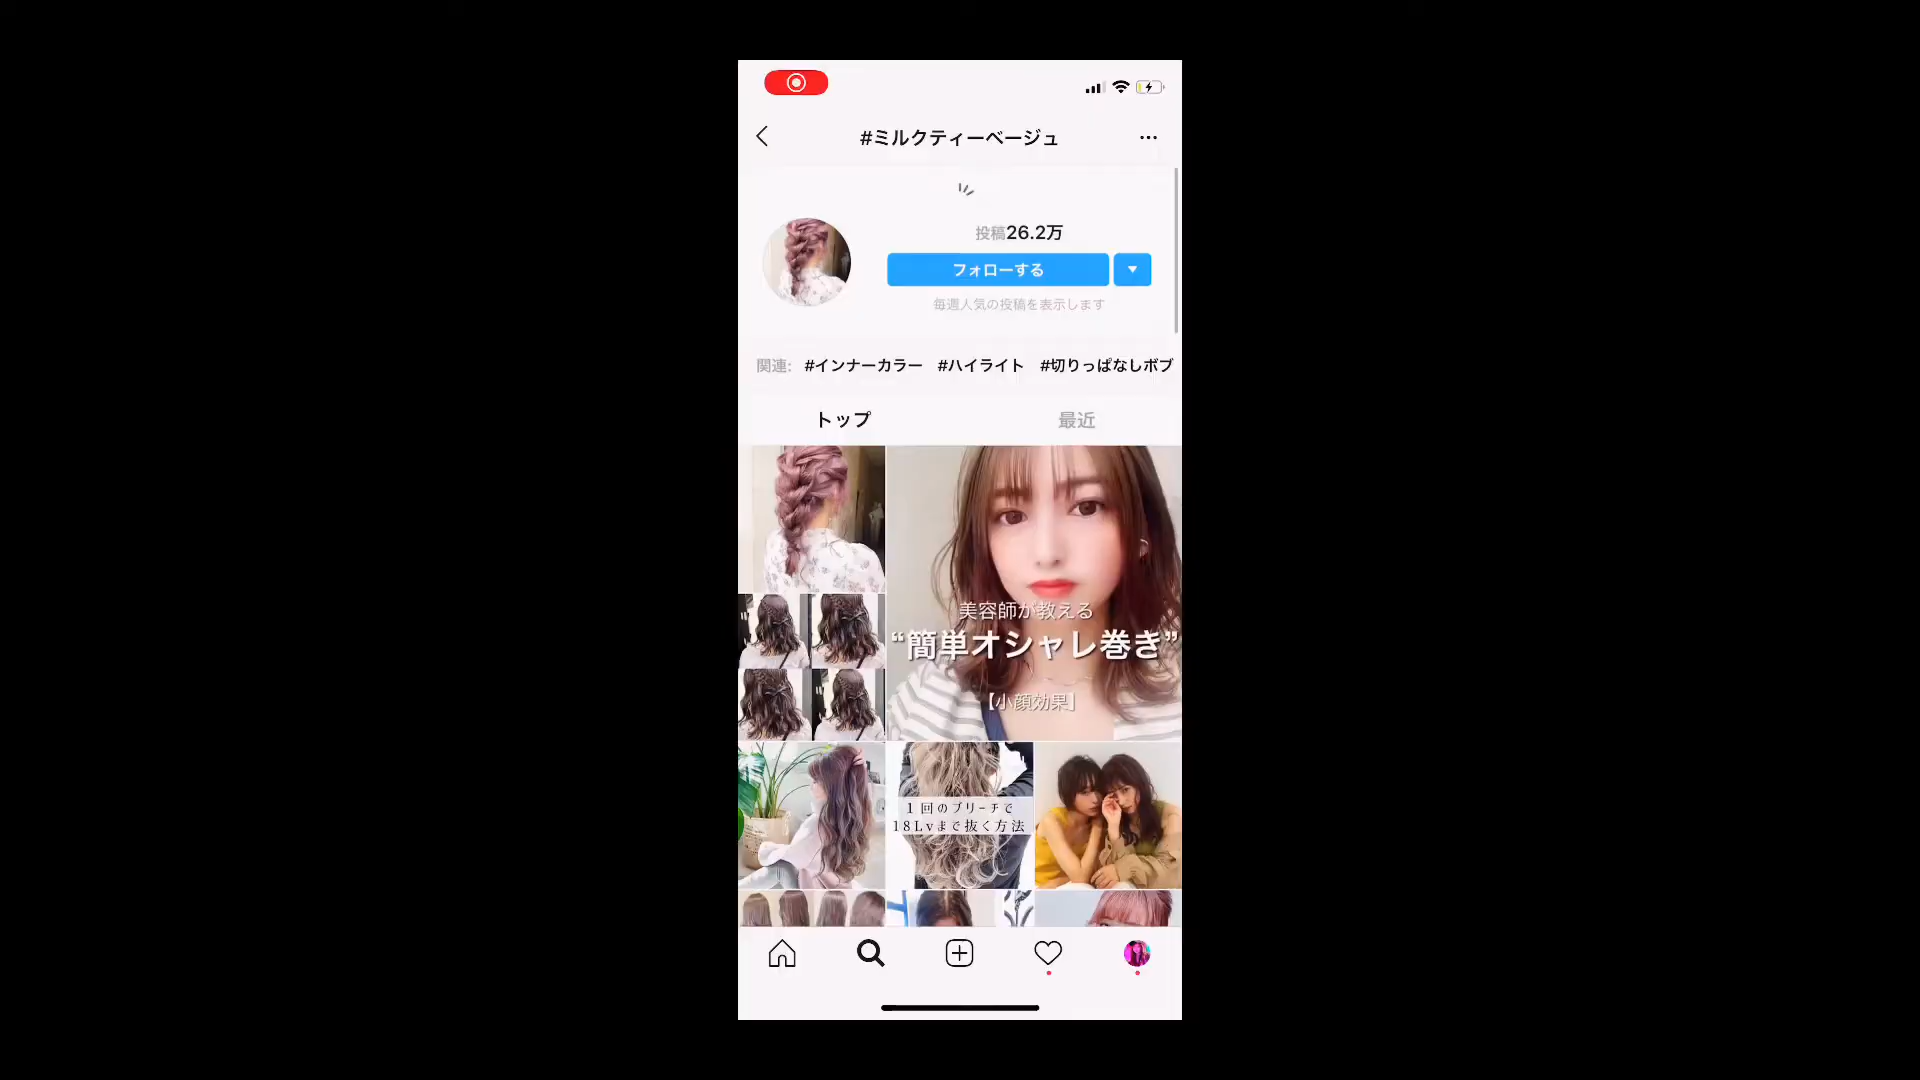 #ミルクティーベージュ
投稿26.2万
フォローする
毎週人気の投稿を表示します
関連: #インナーカラー #ハイライト #切りっぱなしボブ
トップ
最近
美容師が教える
“簡単オシャレ巻き”
【小顔効果】
1回のブリーチで
18Lvまで抜く方法